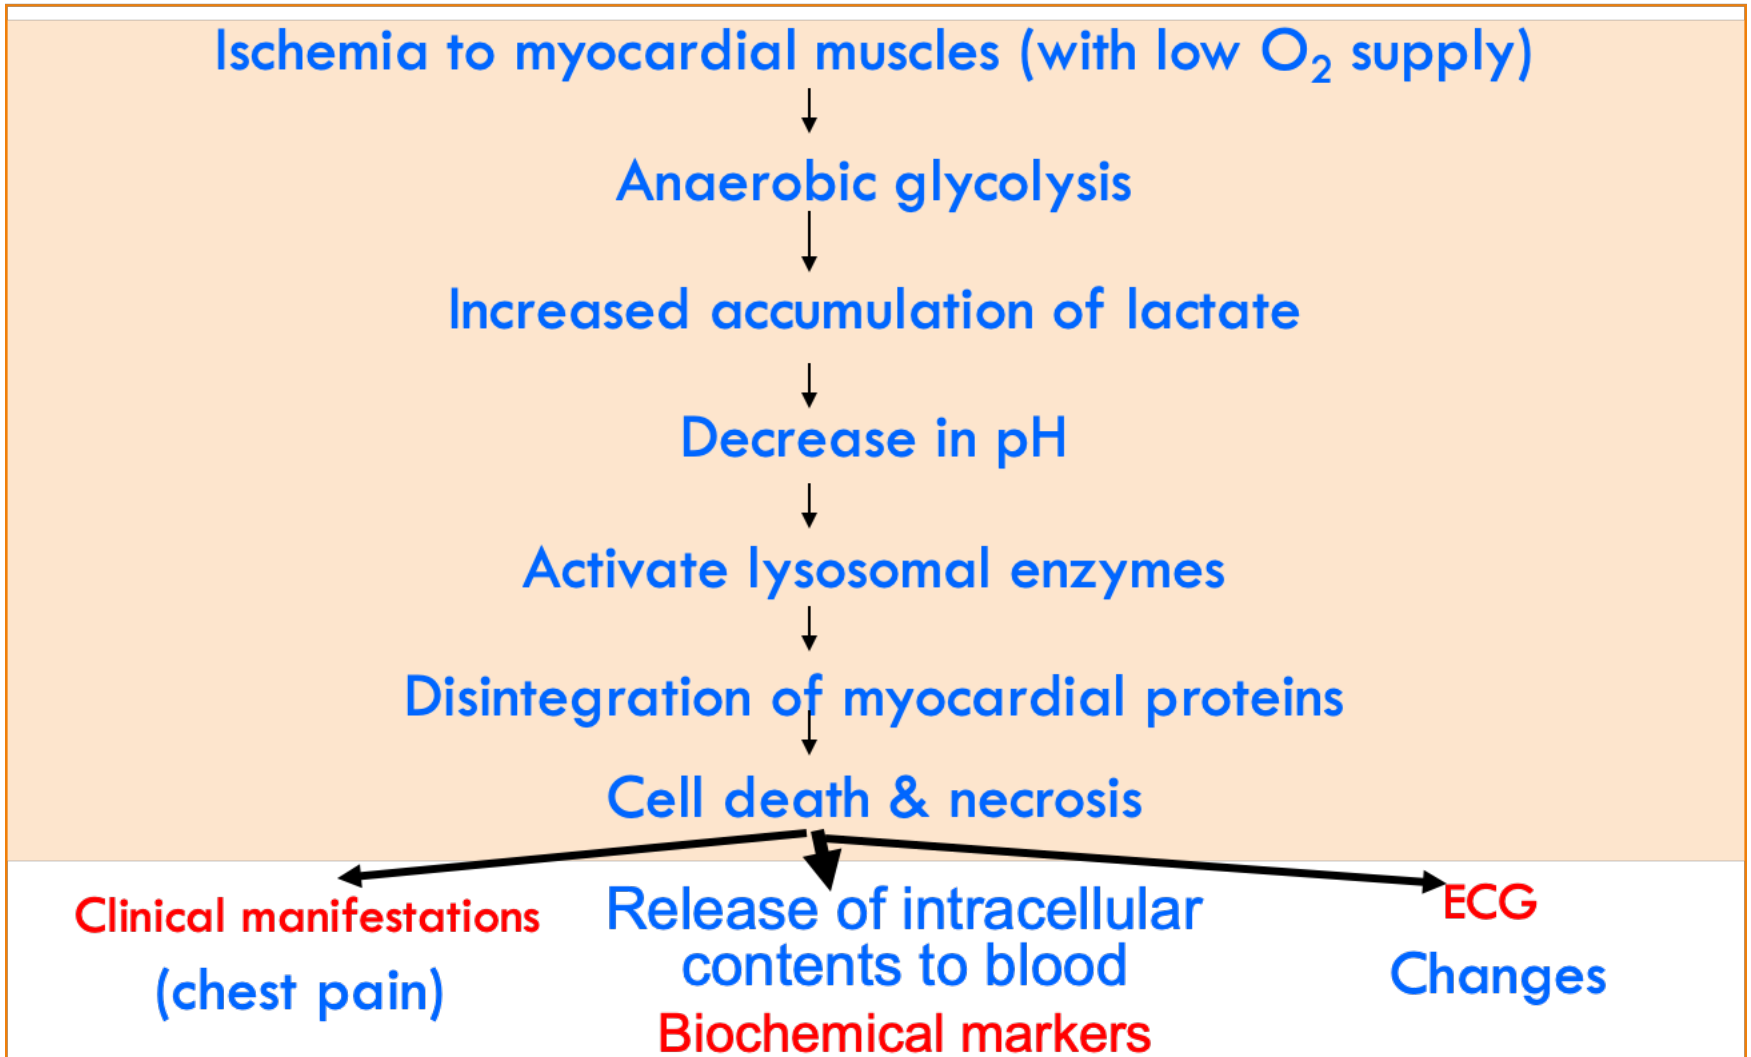 Ischemia to myocardial muscles (with low O₂ supply)
Anaerobic glycolysis
Increased accumulation of lactate
Decrease in pH
Activate lysosomal enzymes
Disintegration of myocardial proteins
Cell death & necrosis
Clinical manifestations
(chest pain)
Release of intracellular
contents to blood
Biochemical markers
ECG
Changes